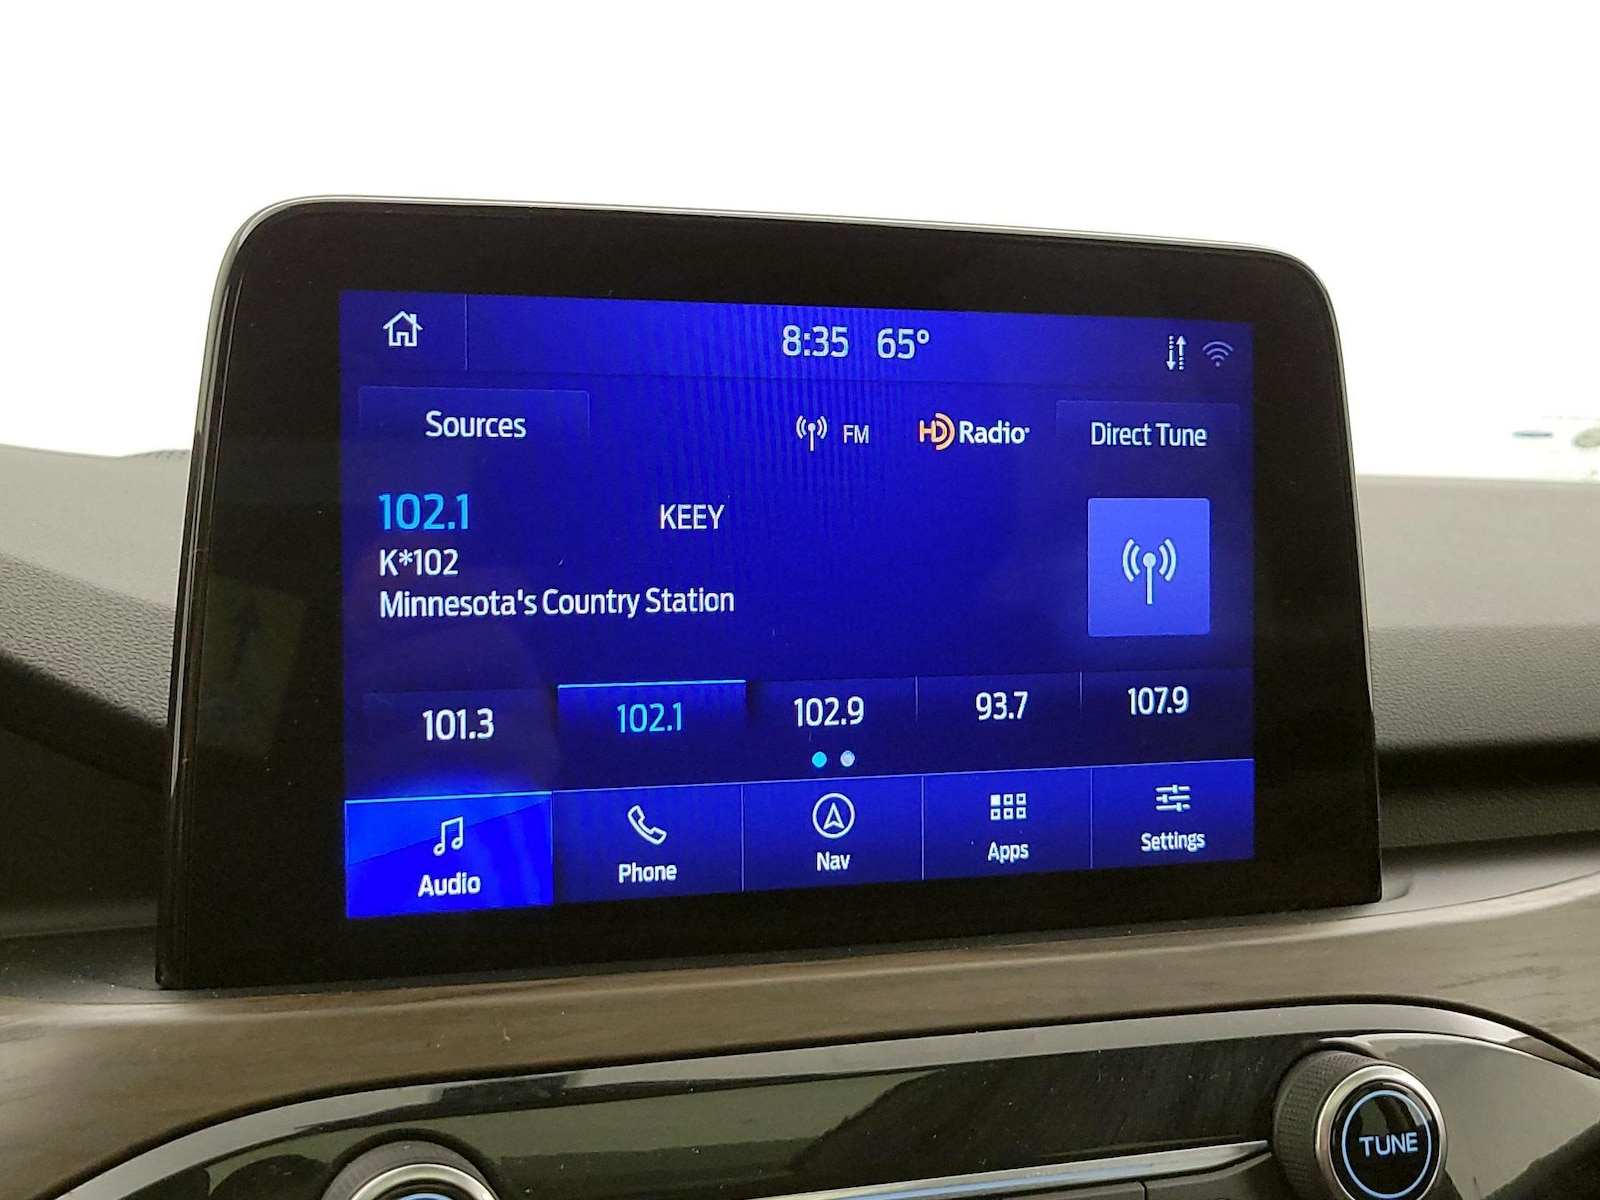 8:35 65°
Sources FM HD Radio Direct Tune
102.1 KEEY
K*102
Minnesota's Country Station
101.3 102.1 102.9 93.7 107.9
Audio Phone Nav Apps Settings
TUNE